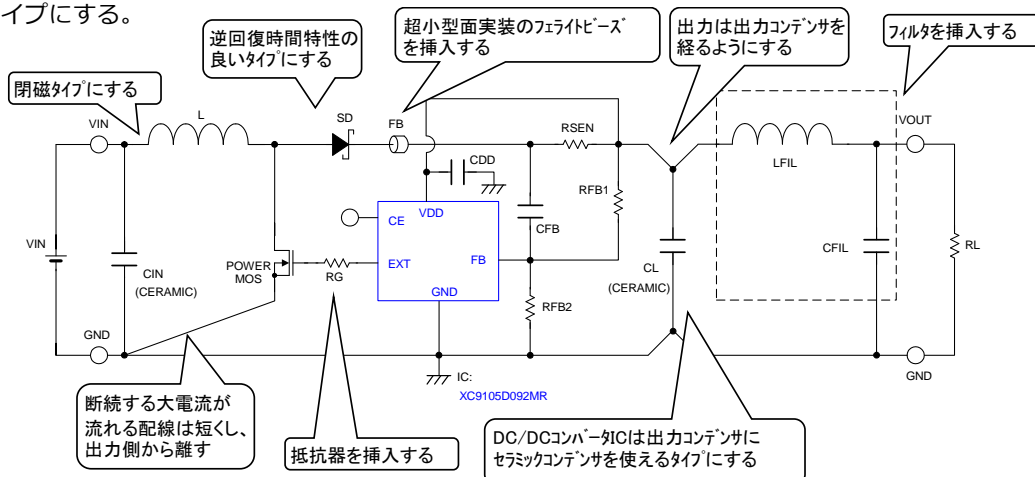 イプにする。
逆回復時間特性の
良いタイプにする
超小型面実装のフェライトビーズ
を挿入する
出力は出力コンデンサを
経るようにする
フィルタを挿入する
閉磁タイプにする
VIN
L
SD
FB
RSEN
VOUT
LFIL
CDD
RFB1
CE
VDD
CFB
VIN
CIN
(CERAMIC)
POWER
MOS
RG
EXT
FB
GND
CL
(CERAMIC)
CFIL
RL
RFB2
GND
GND
IC:
XC9105D092MR
断続する大電流が
流れる配線は短くし、
出力側から離す
抵抗器を挿入する
DC/DCコンバータICは出力コンデンサに
セラミックコンデンサを使えるタイプにする